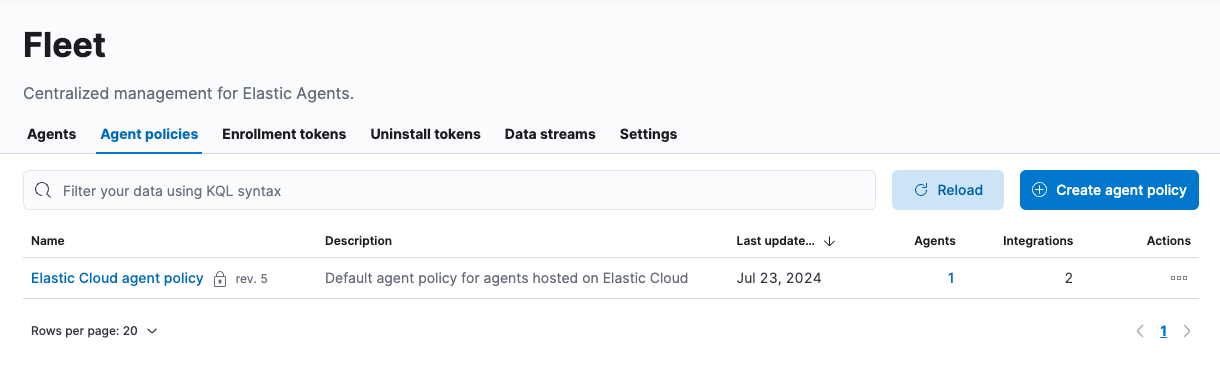 Fleet
Centralized management for Elastic Agents.
Agents Agent policies Enrollment tokens Uninstall tokens Data streams Settings
Filter your data using KQL syntax Reload Create agent policy
Name Description Last update... Agents Integrations Actions
Elastic Cloud agent policy rev. 5 Default agent policy for agents hosted on Elastic Cloud Jul 23, 2024 1 2
Rows per page: 20 1